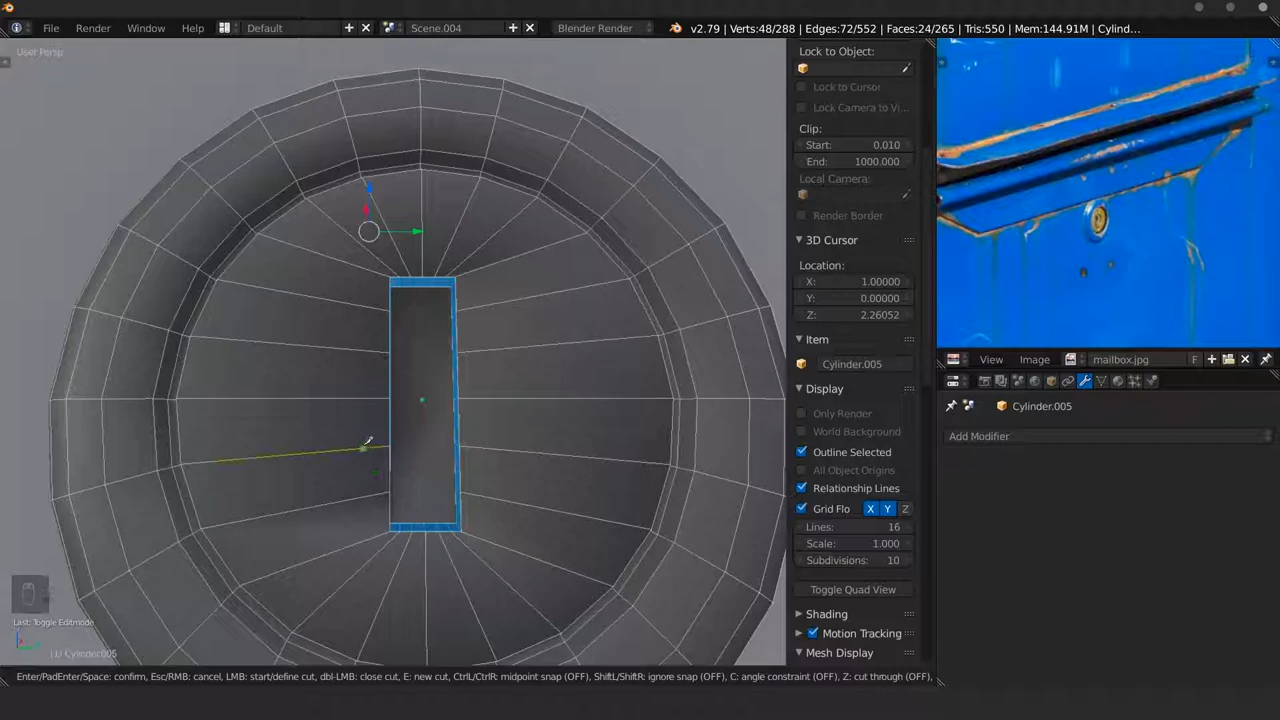 File Render Window Help Default Scene.004 Blender Render v2.79 | Verts:48/288 | Edges:72/552 | Faces:24/265 | Tris:550 | Mem:144.91M | Cylind...
User Persp
Lock to Object:
Lock to Cursor
Lock Camera to Vi...
Clip:
Start: 0.010
End: 1000.000
Local Camera:
Render Border
3D Cursor
Location:
X: 1.00000
Y: 0.00000
Z: 2.26052
Item
Cylinder.005
Display
Only Render
World Background
Outline Selected
All Object Origins
Relationship Lines
Grid Flo X Y Z
Lines: 16
Scale: 1.000
Subdivisions: 10
Toggle Quad View
Shading
Motion Tracking
Mesh Display
View Image mailbox.jpg F
Cylinder.005
Add Modifier
Last: Toggle Editmode
(1) Cylinder.005
Enter/PadEnter/Space: confirm, Esc/RMB: cancel, LMB: start/define cut, dbl-LMB: close cut, E: new cut, CtrlL/CtrlR: midpoint snap (OFF), ShiftL/ShiftR: ignore snap (OFF), C: angle constraint (OFF), Z: cut through (OFF),